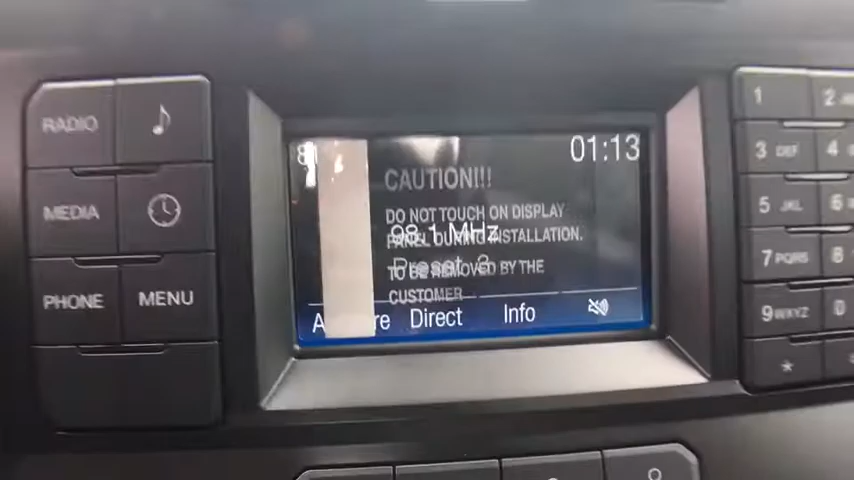 RADIO
MEDIA
PHONE
MENU
01:13
CAUTION!!!
DO NOT TOUCH ON DISPLAY
PANEL DURING INSTALLATION.
98.1 MHz
Preset 3
TO BE REMOVED BY THE
CUSTOMER
Direct
Info
1
2
3 DEF
4
5 JKL
6
7 PQRS
8
9 WXYZ
0
*